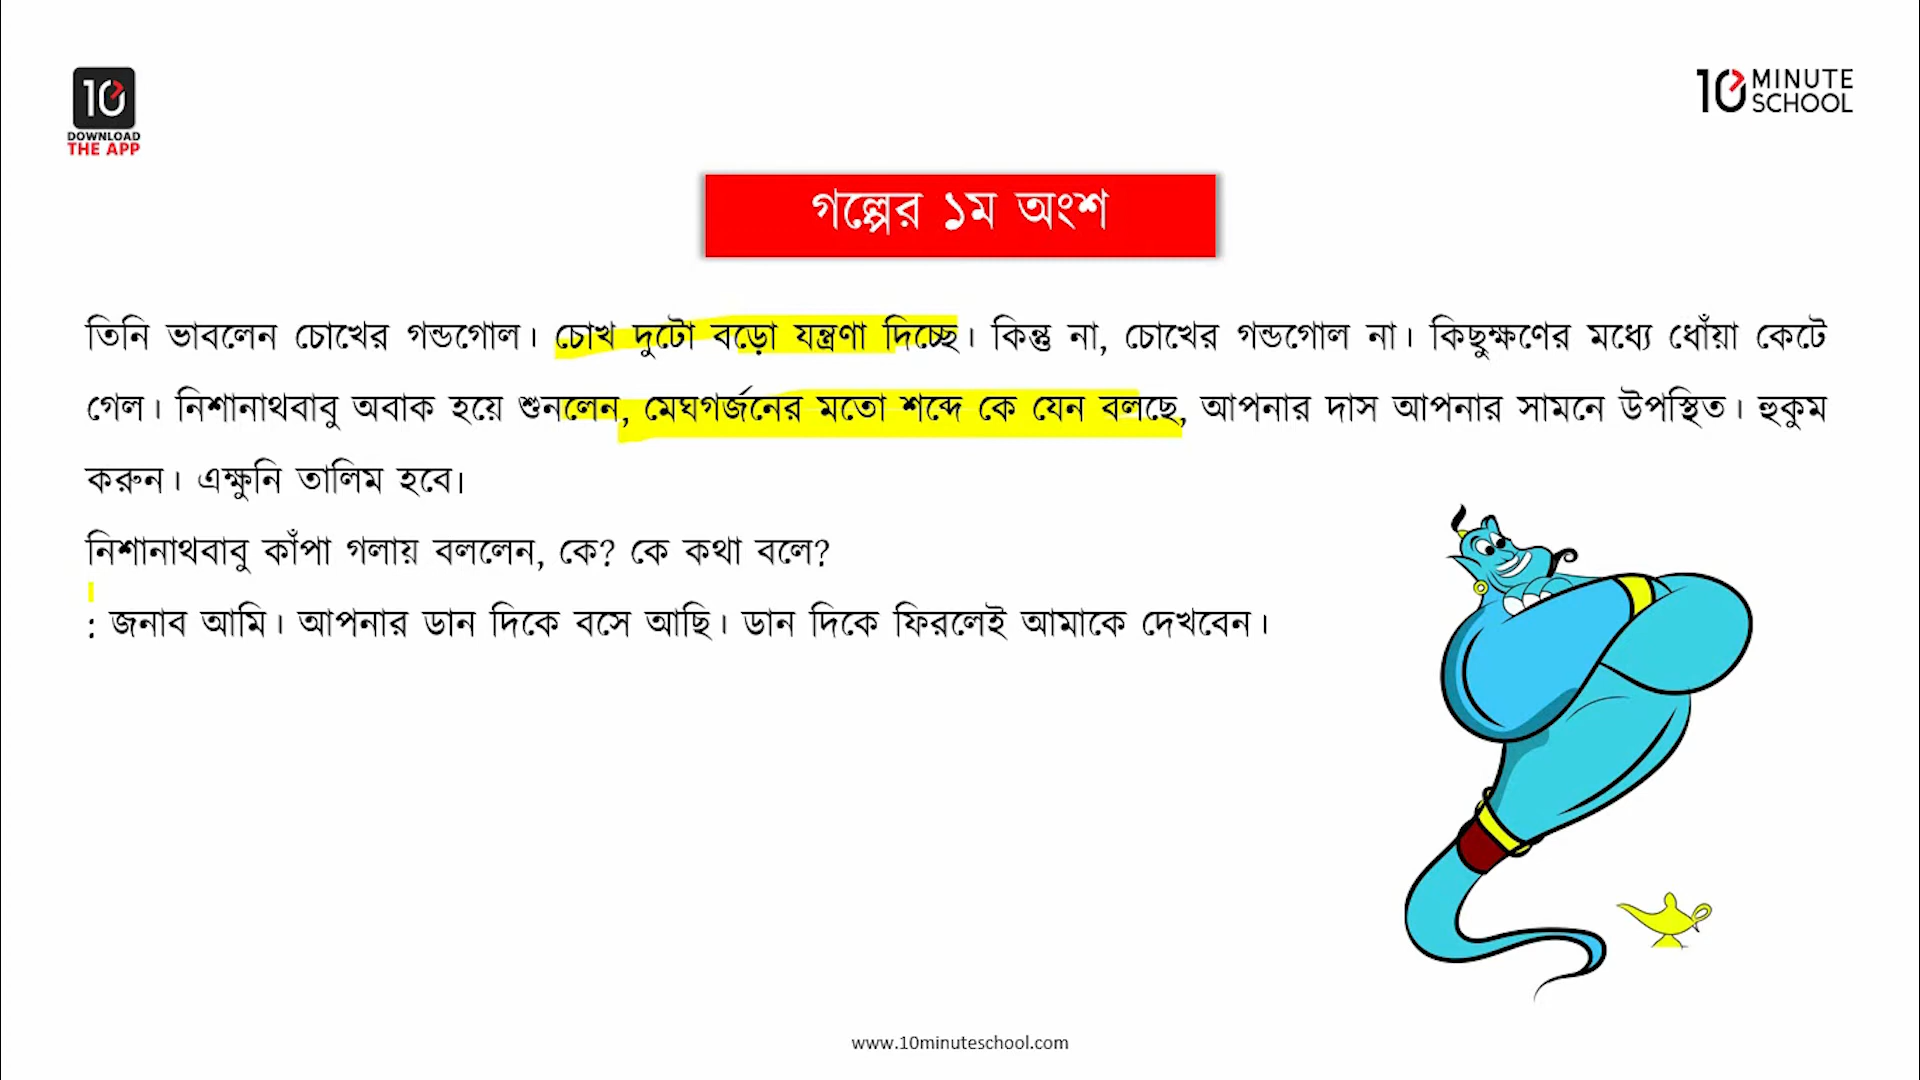 10
DOWNLOAD
THE APP
10 MINUTE
SCHOOL
গল্পের ১ম অংশ
তিনি ভাবলেন চোখের গন্ডগোল। চোখ দুটো বড়ো যন্ত্রণা দিচ্ছে। কিন্তু না, চোখের গন্ডগোল না। কিছুক্ষণের মধ্যে ধোঁয়া কেটে
গেল। নিশানাথবাবু অবাক হয়ে শুনলেন, মেঘগর্জনের মতো শব্দে কে যেন বলছে, আপনার দাস আপনার সামনে উপস্থিত। হুকুম
করুন। এক্ষুনি তালিম হবে।
নিশানাথবাবু কাঁপা গলায় বললেন, কে? কে কথা বলে?
: জনাব আমি। আপনার ডান দিকে বসে আছি। ডান দিকে ফিরলেই আমাকে দেখবেন।
www.10minuteschool.com